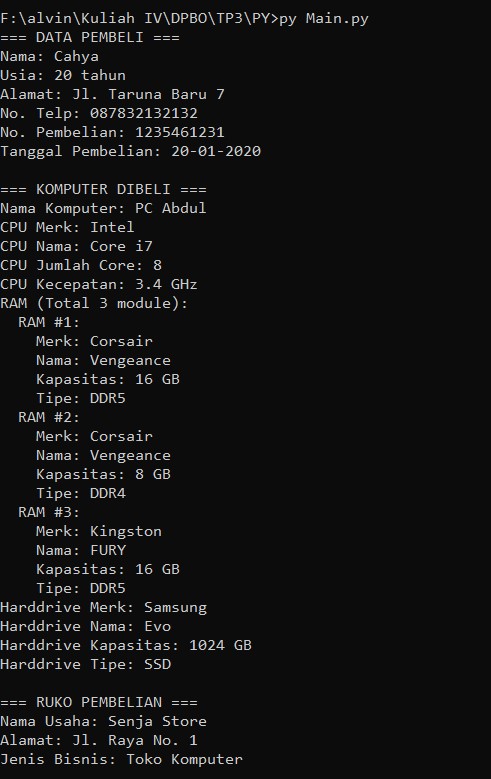 F:\alvin\Kuliah IV\DPBO\TP3\PY>py Main.py
=== DATA PEMBELI ===
Nama: Cahya
Usia: 20 tahun
Alamat: Jl. Taruna Baru 7
No. Telp: 087832132132
No. Pembelian: 1235461231
Tanggal Pembelian: 20-01-2020

=== KOMPUTER DIBELI ===
Nama Komputer: PC Abdul
CPU Merk: Intel
CPU Nama: Core i7
CPU Jumlah Core: 8
CPU Kecepatan: 3.4 GHz
RAM (Total 3 module):
  RAM #1:
    Merk: Corsair
    Nama: Vengeance
    Kapasitas: 16 GB
    Tipe: DDR5
  RAM #2:
    Merk: Corsair
    Nama: Vengeance
    Kapasitas: 8 GB
    Tipe: DDR4
  RAM #3:
    Merk: Kingston
    Nama: FURY
    Kapasitas: 16 GB
    Tipe: DDR5
Harddrive Merk: Samsung
Harddrive Nama: Evo
Harddrive Kapasitas: 1024 GB
Harddrive Tipe: SSD

=== RUKO PEMBELIAN ===
Nama Usaha: Senja Store
Alamat: Jl. Raya No. 1
Jenis Bisnis: Toko Komputer